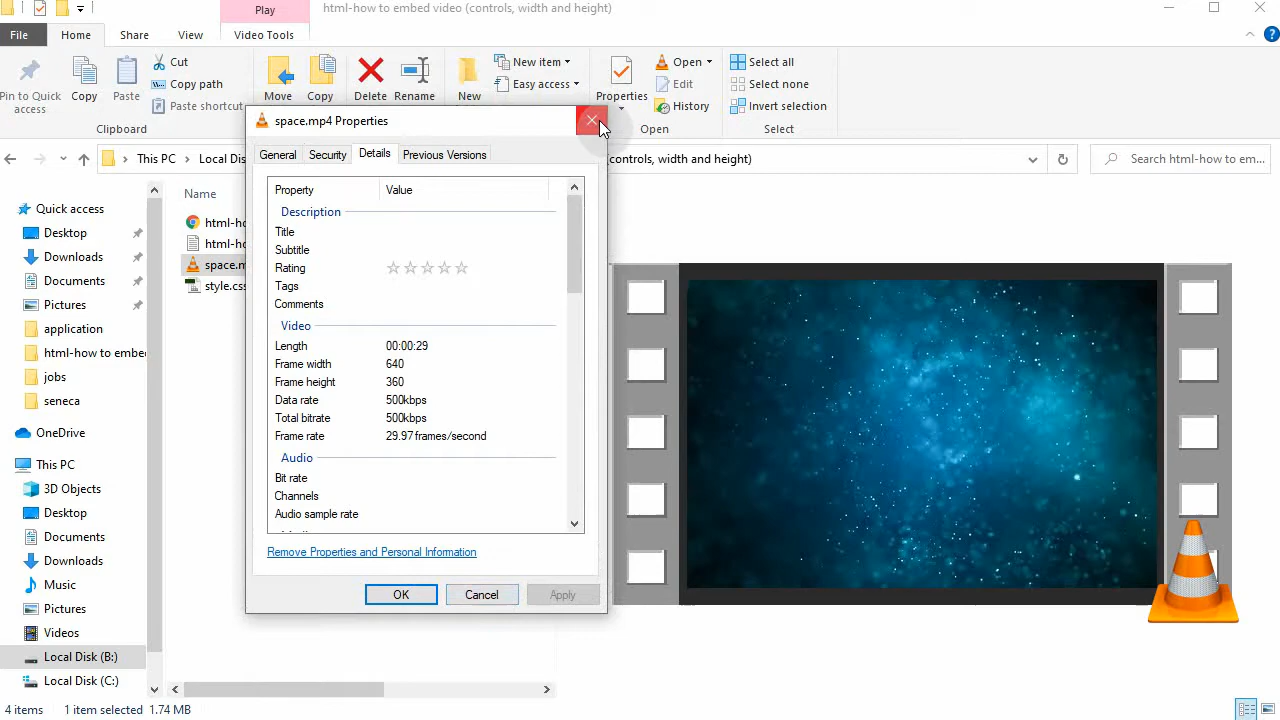 Play
html-how to embed video (controls, width and height)
File
Home
Share
View
Video Tools
Pin to Quick access
Copy
Paste
Cut
Copy path
Paste shortcut
Clipboard
Move
Copy
Delete
Rename
New
New item
Easy access
Properties
Open
Edit
History
Open
Select all
Select none
Invert selection
Select
This PC
Local Dis
controls, width and height)
Search html-how to em...
space.mp4 Properties
General
Security
Details
Previous Versions
Property
Value
Description
Title
Subtitle
Rating
Tags
Comments
Video
Length 00:00:29
Frame width 640
Frame height 360
Data rate 500kbps
Total bitrate 500kbps
Frame rate 29.97 frames/second
Audio
Bit rate
Channels
Audio sample rate
Remove Properties and Personal Information
OK
Cancel
Apply
Name
html-ho
html-ho
space.m
style.css
Quick access
Desktop
Downloads
Documents
Pictures
application
html-how to embe
jobs
seneca
OneDrive
This PC
3D Objects
Desktop
Documents
Downloads
Music
Pictures
Videos
Local Disk (B:)
Local Disk (C:)
4 items
1 item selected 1.74 MB